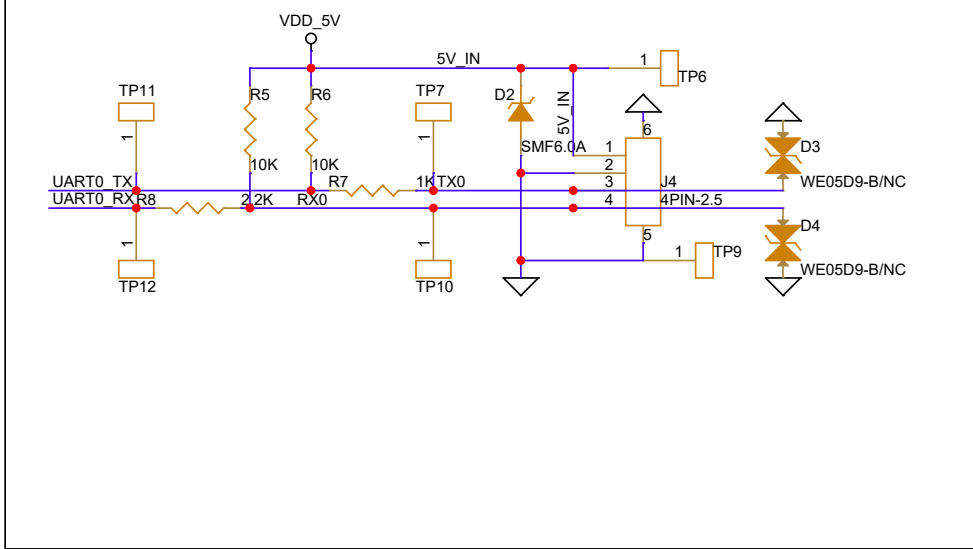 VDD_5V
5V_IN
1
TP6
TP11
R5
R6
TP7
D2
5V_IN
6
1
1
SMF6.0A
1
2
3
4
D3
10K
10K
WE05D9-B/NC
UART0_TX
R7
1K
TX0
J4
UART0_RX
R8
2.2K
RX0
4PIN-2.5
D4
5
1
1
1
TP9
TP12
TP10
WE05D9-B/NC